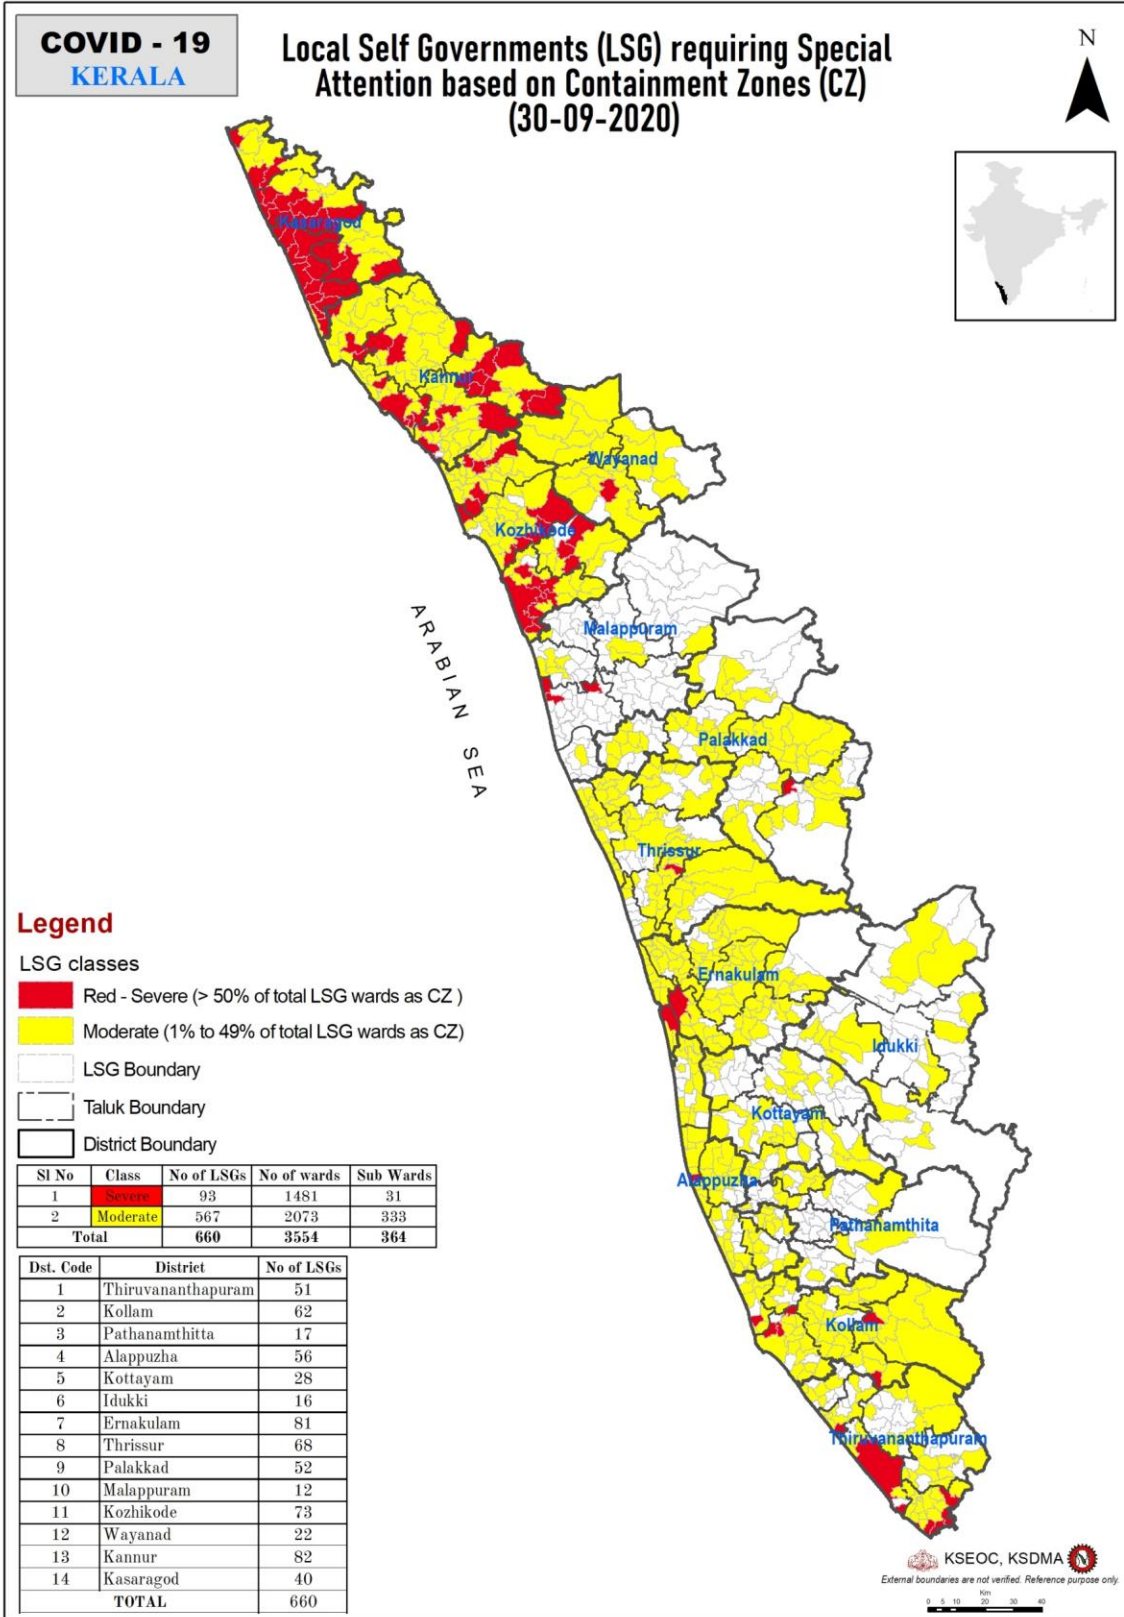 COVID - 19
KERALA
Local Self Governments (LSG) requiring Special
Attention based on Containment Zones (CZ)
(30-09-2020)
N
Kasaragod
Kannur
Wayanad
Kozhikode
Malappuram
ARABIAN SEA
Palakkad
Thrissur
Ernakulam
Idukki
Kottayam
Alappuzha
Pathanamthita
Kollam
Thiruvananthapuram
Legend
LSG classes
Red - Severe (> 50% of total LSG wards as CZ )
Moderate (1% to 49% of total LSG wards as CZ)
LSG Boundary
Taluk Boundary
District Boundary
Sl No Class No of LSGs No of wards Sub Wards
1 Severe 93 1481 31
2 Moderate 567 2073 333
Total 660 3554 364
Dst. Code District No of LSGs
1 Thiruvananthapuram 51
2 Kollam 62
3 Pathanamthitta 17
4 Alappuzha 56
5 Kottayam 28
6 Idukki 16
7 Ernakulam 81
8 Thrissur 68
9 Palakkad 52
10 Malappuram 12
11 Kozhikode 73
12 Wayanad 22
13 Kannur 82
14 Kasaragod 40
TOTAL 660
KSEOC, KSDMA
External boundaries are not verified. Reference purpose only.
Km
0 5 10 20 30 40